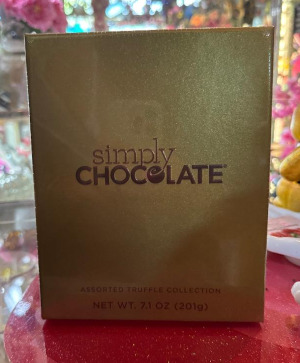 simply
CHOCOLATE
ASSORTED TRUFFLE COLLECTION
NET WT. 7.1 OZ (201g)